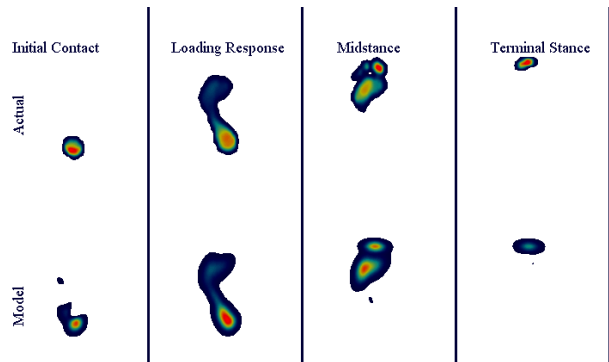 Initial Contact
Loading Response
Midstance
Terminal Stance
Actual
Model